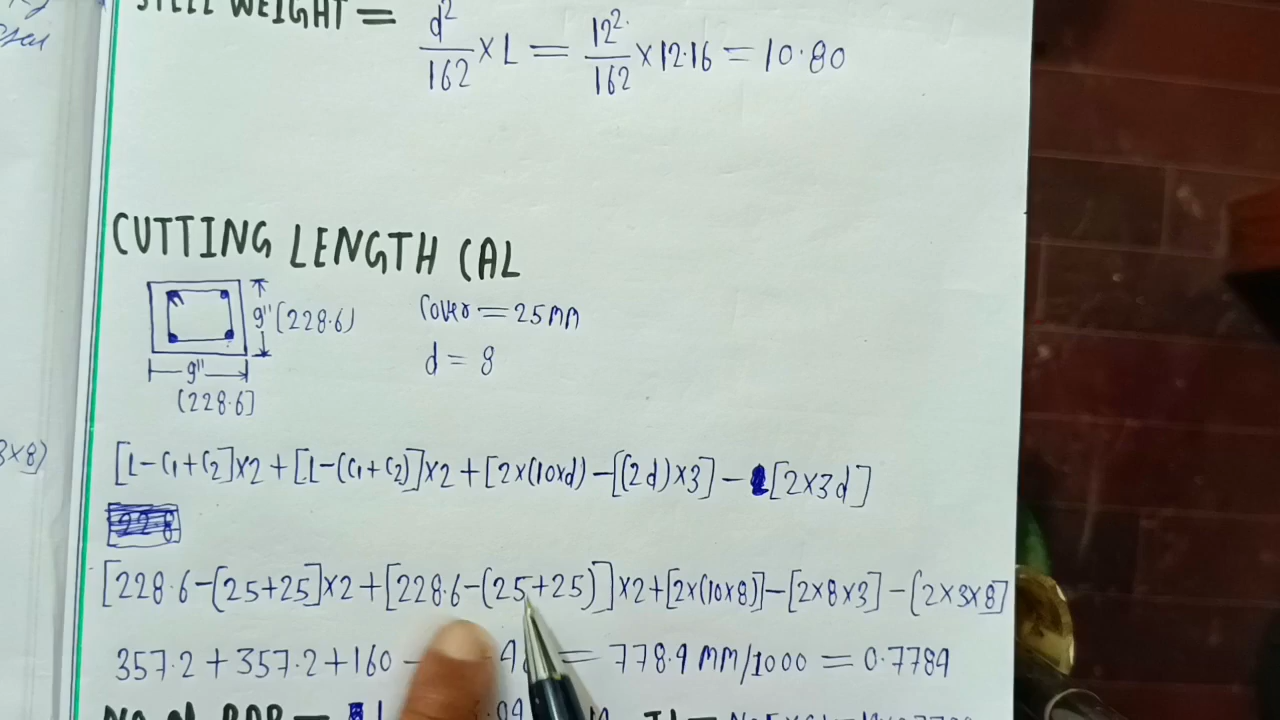 STEEL WEIGHT = d²/162 × L = 12²/162 × 12.16 = 10.80
CUTTING LENGTH CAL
9" (228.6)
Cover = 25MM
d = 8
9"
(228.6]
3×8)
[L-C1+C2]×2+[L-(C1+C2)]×2+[2×(10×d)-[(2d)×3]-[2×3d]
228
[228.6-(25+25]×2+[228.6-(25+25)]×2+[2×(10×8)]-[2×8×3]-[2×3×8]
357.2+357.2+160 - = 778.9 MM/1000 = 0.7789